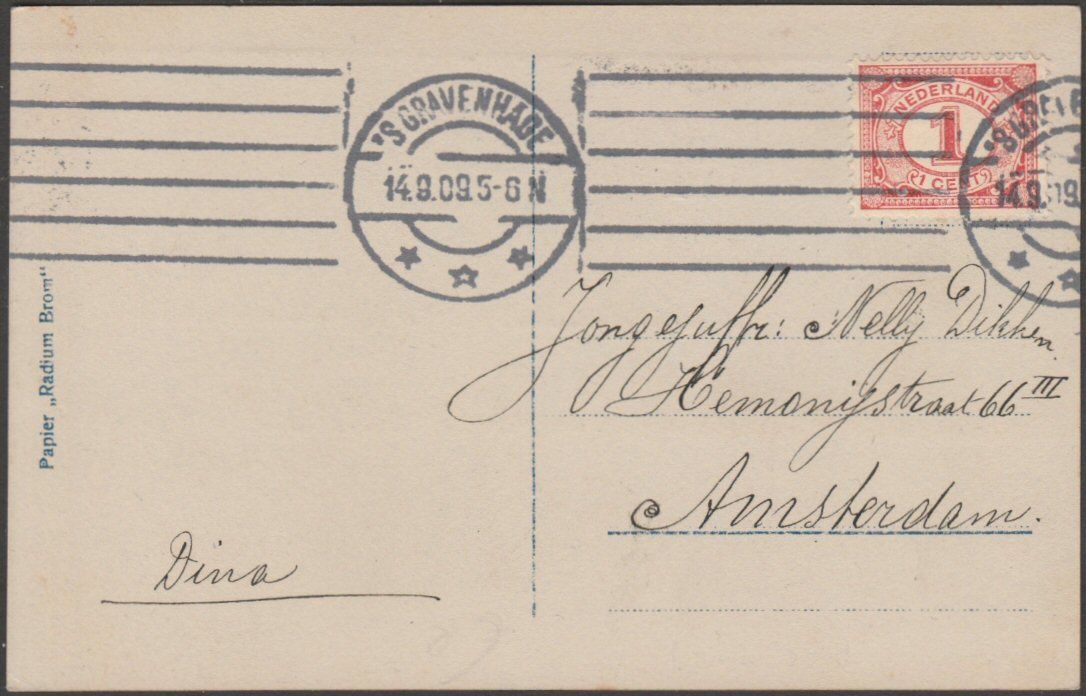 'S GRAVENHAGE
14.9.09.5-6 N
NEDERLAND
1
1 CENT
14.9.
Papier „Radium Brom"
Jongejuffr: Nelly Dikken
Hemonijstraat 66 III
Amsterdam.
Dina